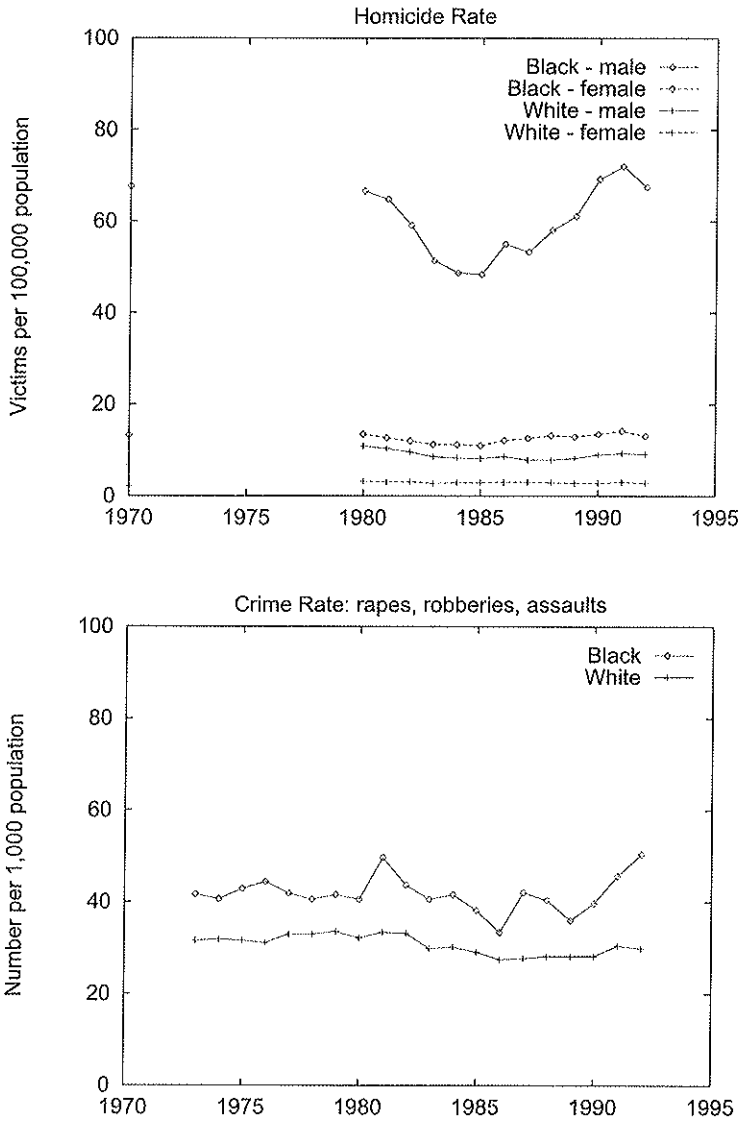 Homicide Rate
100
80
60
40
20
0
Victims per 100,000 population
Black - male
Black - female
White - male
White - female
1970 1975 1980 1985 1990 1995
Crime Rate: rapes, robberies, assaults
100
80
60
40
20
0
Number per 1,000 population
Black
White
1970 1975 1980 1985 1990 1995